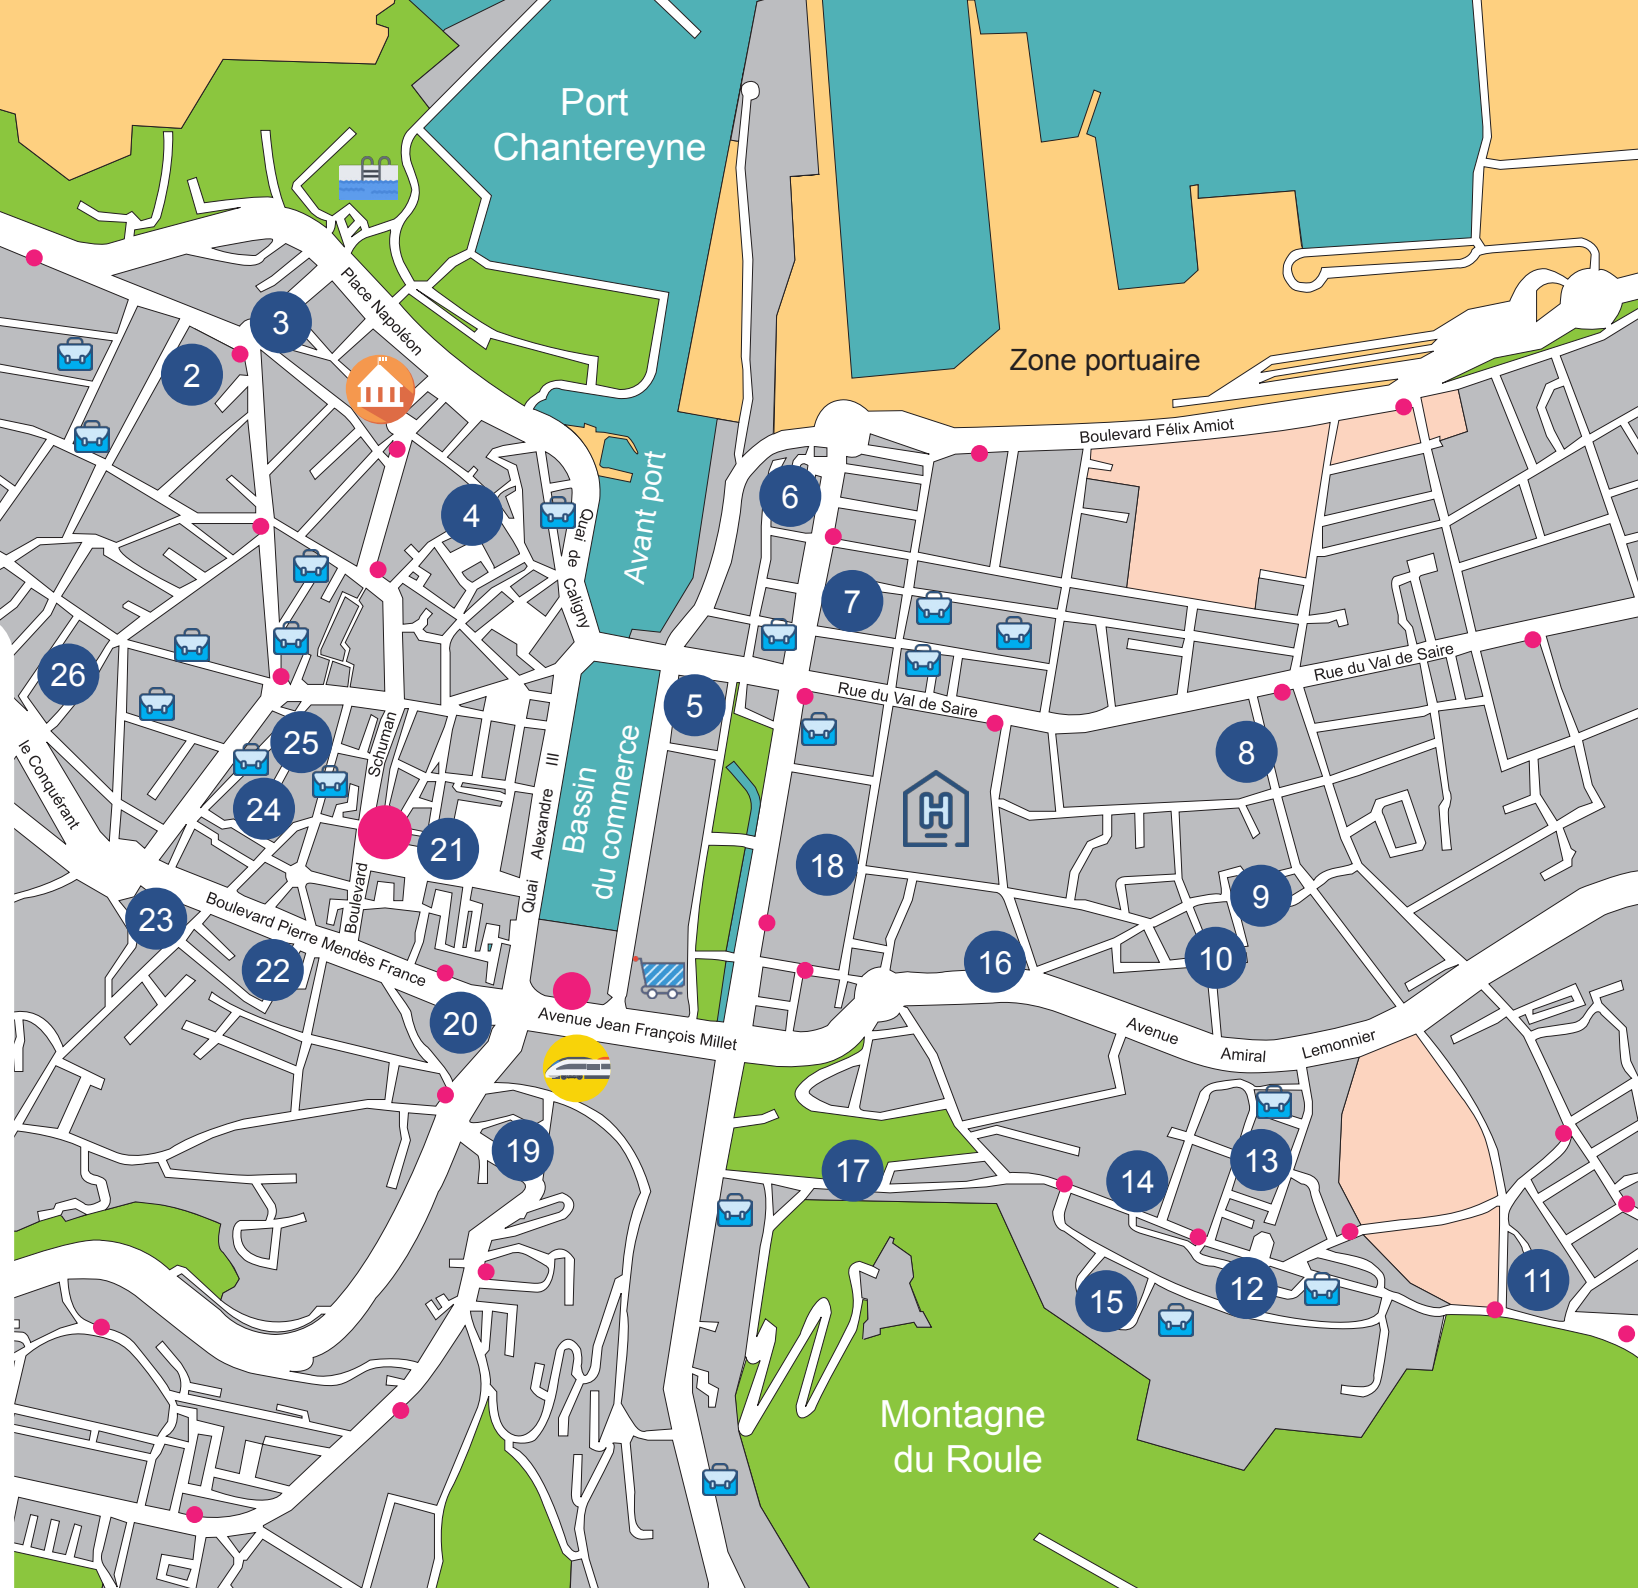 Port
Chantereyne
Place Napoléon
Zone portuaire
Boulevard Félix Amiot
Avant port
Quai de Caligny
3
2
4
6
7
26
Rue du Val de Saire
Rue du Val de Saire
5
8
25
24
Schuman
Boulevard
21
le Conquérant
Quai Alexandre III
Bassin
du commerce
H
18
9
23
Boulevard Pierre Mendès France
22
20
16
10
Avenue Jean François Millet
Avenue Amiral Lemonnier
19
17
14
13
15
12
11
Montagne
du Roule